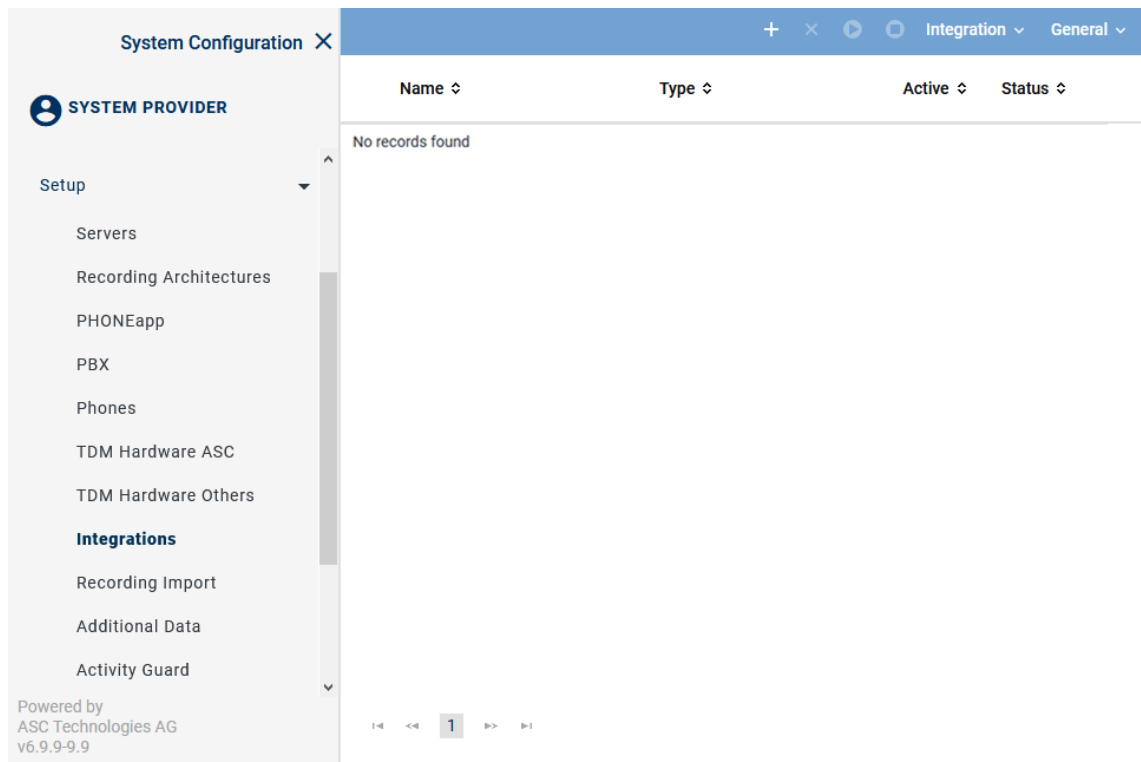 System Configuration
SYSTEM PROVIDER
Setup
Servers
Recording Architectures
PHONEapp
PBX
Phones
TDM Hardware ASC
TDM Hardware Others
Integrations
Recording Import
Additional Data
Activity Guard
Powered by
ASC Technologies AG
v6.9.9-9.9
Integration General
Name Type Active Status
No records found
1